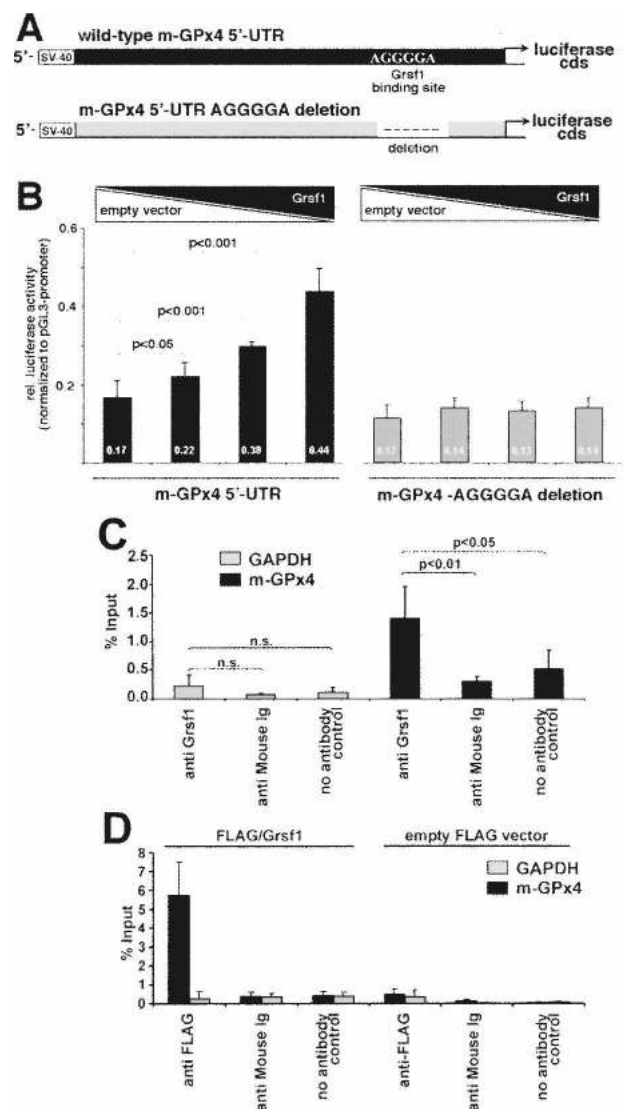 A
wild-type m-GPx4 5'-UTR
5'- SV-40 AGGGGA luciferase cds
Grsf1 binding site
m-GPx4 5'-UTR AGGGGA deletion
5'- SV-40 luciferase cds
deletion
B
empty vector Grsf1 empty vector Grsf1
rel. luciferase activity
(normalized to pGL3-promoter)
0.6
0.4
0.2
p<0.001
p<0.001
p<0.05
0.17 0.22 0.38 0.44 0.14 0.13
m-GPx4 5'-UTR m-GPx4 -AGGGGA deletion
C
GAPDH
m-GPx4
% Input
2.5
2.0
1.5
1.0
0.5
0.0
n.s.
n.s.
p<0.05
p<0.01
anti Grsf1
anti Mouse Ig
no antibody control
anti Grsf1
anti Mouse Ig
no antibody control
D
FLAG/Grsf1 empty FLAG vector
GAPDH
m-GPx4
% Input
8
7
6
5
4
3
2
1
0
anti FLAG
anti Mouse Ig
no antibody control
anti-FLAG
anti Mouse Ig
no antibody control